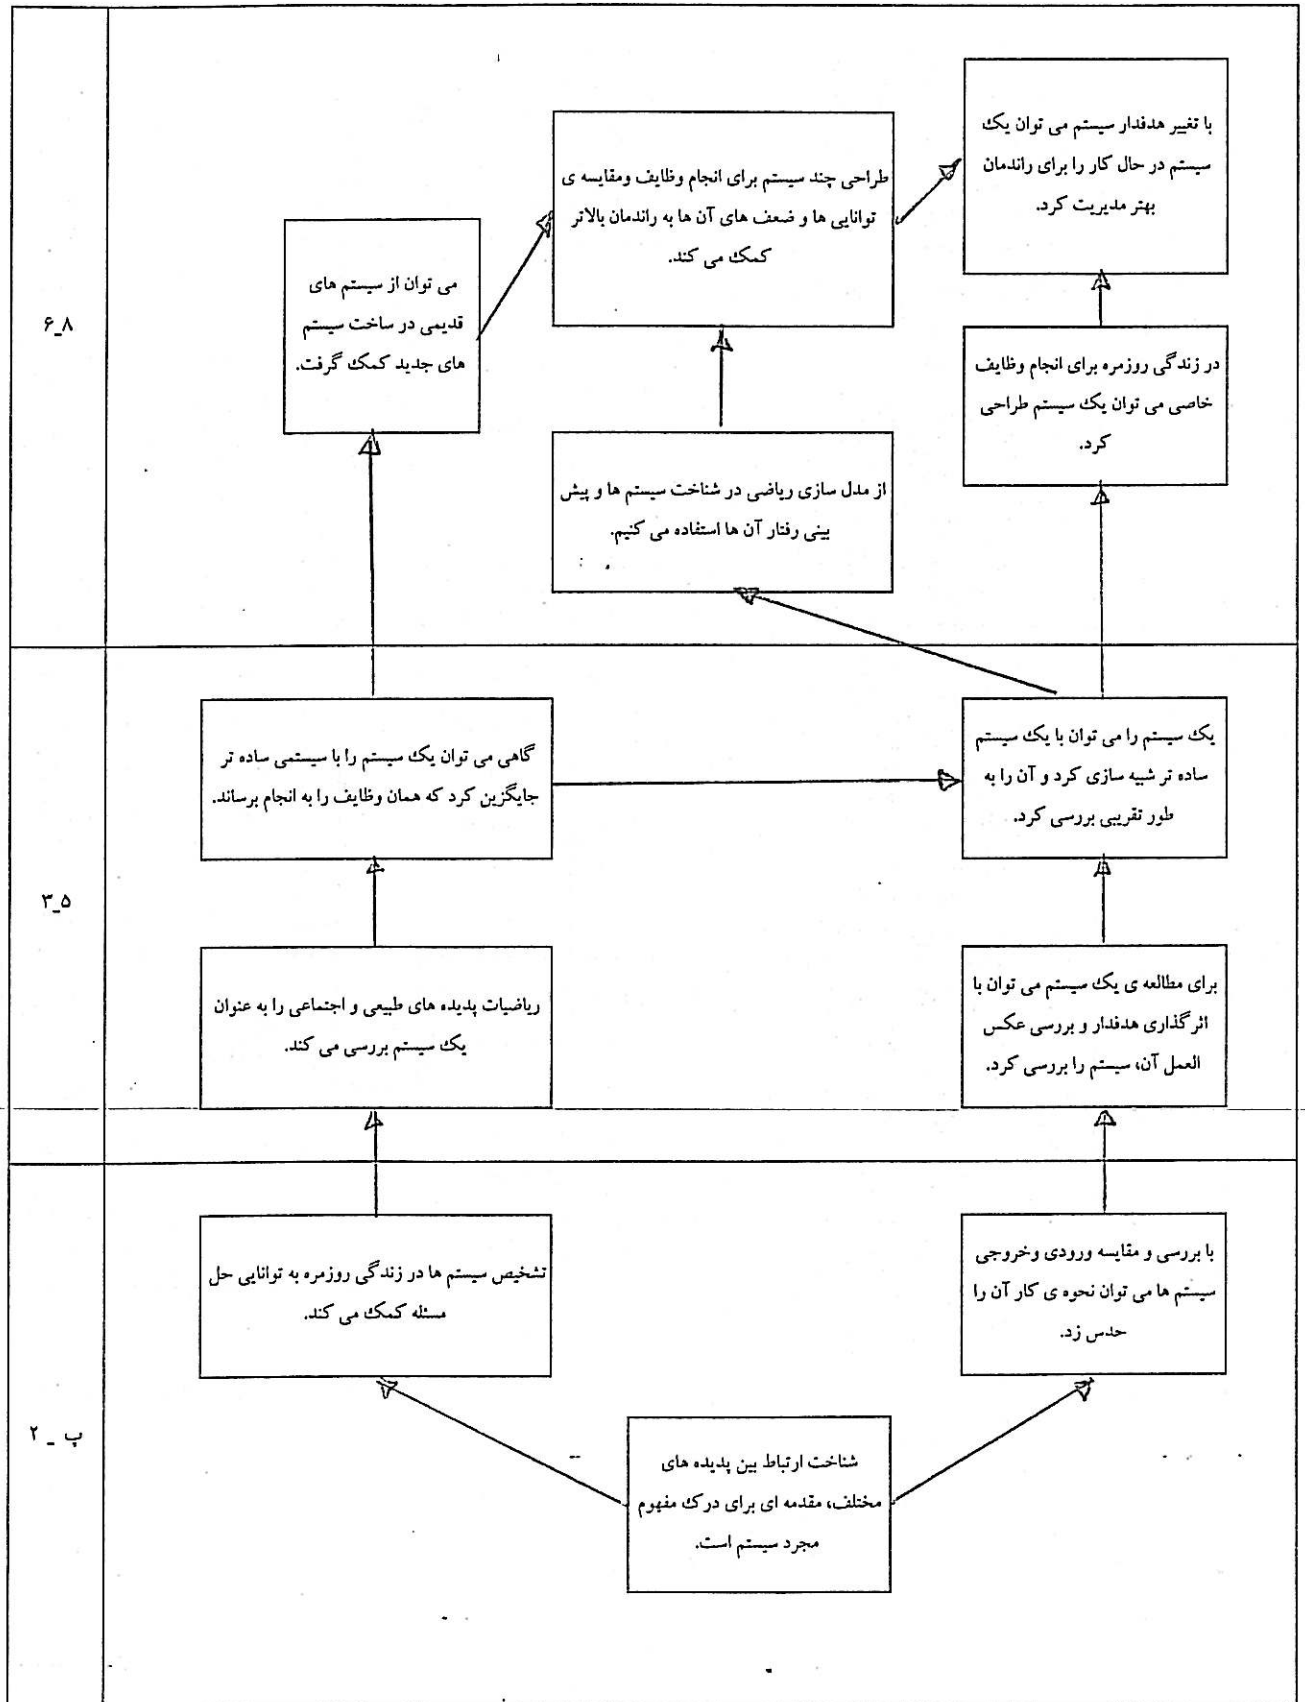 ۶_۸
با تغییر هدفدار سیستم می توان یک
سیستم در حال کار را برای راندمان
بهتر مدیریت کرد.
طراحی چند سیستم برای انجام وظایف ومقایسه ی
توانایی ها و ضعف های آن ها به راندمان بالاتر
کمک می کند.
می توان از سیستم های
قدیمی در ساخت سیستم
های جدید کمک گرفت.
در زندگی روزمره برای انجام وظایف
خاصی می توان یک سیستم طراحی
کرد.
از مدل سازی ریاضی در شناخت سیستم ها و پیش
بینی رفتار آن ها استفاده می کنیم.
۳_۵
یک سیستم را می توان با یک سیستم
ساده تر شبیه سازی کرد و آن را به
طور تقریبی بررسی کرد.
گاهی می توان یک سیستم را با سیستمی ساده تر
جایگزین کرد که همان وظایف را به انجام برساند.
برای مطالعه ی یک سیستم می توان با
اثرگذاری هدفدار و بررسی عکس
العمل آن، سیستم را بررسی کرد.
ریاضیات پدیده های طبیعی و اجتماعی را به عنوان
یک سیستم بررسی می کند.
پ _ ۲
با بررسی و مقایسه ورودی وخروجی
سیستم ها می توان نحوه ی کار آن را
حدس زد.
تشخیص سیستم ها در زندگی روزمره به توانایی حل
مسئله کمک می کند.
شناخت ارتباط بین پدیده های
مختلف، مقدمه ای برای درک مفهوم
مجرد سیستم است.